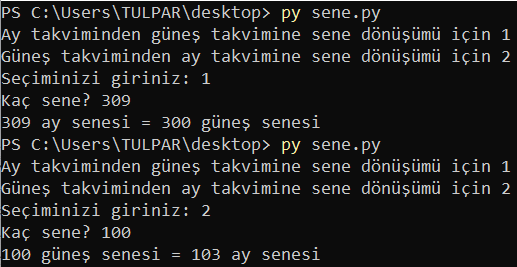 PS C:\Users\TULPAR\desktop> py sene.py
Ay takviminden güneş takvimine sene dönüşümü için 1
Güneş takviminden ay takvimine sene dönüşümü için 2
Seçiminizi giriniz: 1
Kaç sene? 309
309 ay senesi = 300 güneş senesi
PS C:\Users\TULPAR\desktop> py sene.py
Ay takviminden güneş takvimine sene dönüşümü için 1
Güneş takviminden ay takvimine sene dönüşümü için 2
Seçiminizi giriniz: 2
Kaç sene? 100
100 güneş senesi = 103 ay senesi